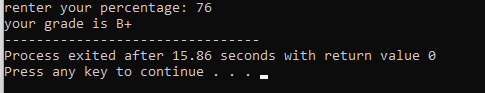 renter your percentage: 76
your grade is B+
--------------------------------
Process exited after 15.86 seconds with return value 0
Press any key to continue . . .